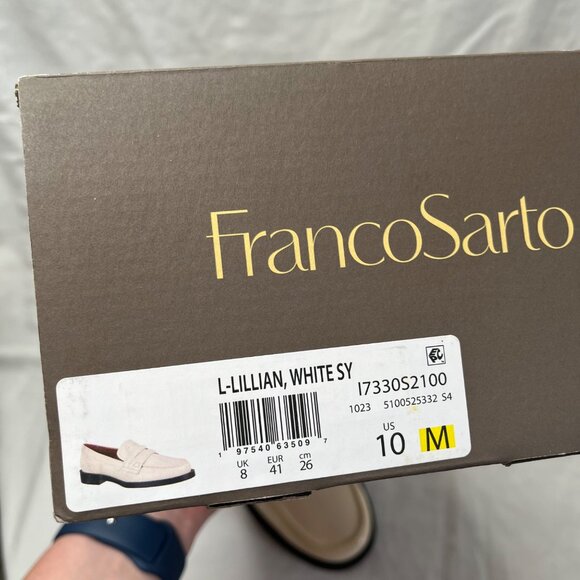 FrancoSarto
L-LILLIAN, WHITE SY
I7330S2100
1023 5100525332 S4
1 97540 63509 7
UK EUR cm
8 41 26
US
10 M